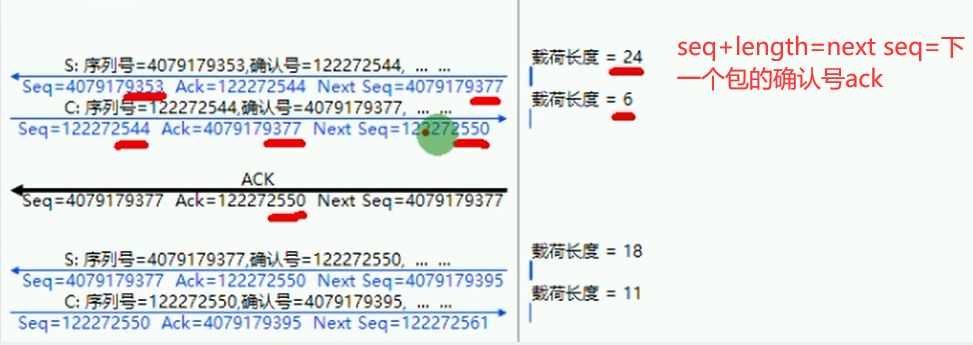 S: 序列号=4079179353,确认号=122272544, ... ...
载荷长度 = 24
seq+length=next seq=下
一个包的确认号ack
Seq=4079179353 Ack=122272544 Next Seq=4079179377
C: 序列号=122272544,确认号=4079179377, ... ...
载荷长度 = 6
Seq=122272544 Ack=4079179377 Next Seq=122272550
ACK
Seq=4079179377 Ack=122272550 Next Seq=4079179377
S: 序列号=4079179377,确认号=122272550, ... ...
载荷长度 = 18
Seq=4079179377 Ack=122272550 Next Seq=4079179395
C: 序列号=122272550,确认号=4079179395, ... ...
载荷长度 = 11
Seq=122272550 Ack=4079179395 Next Seq=122272561